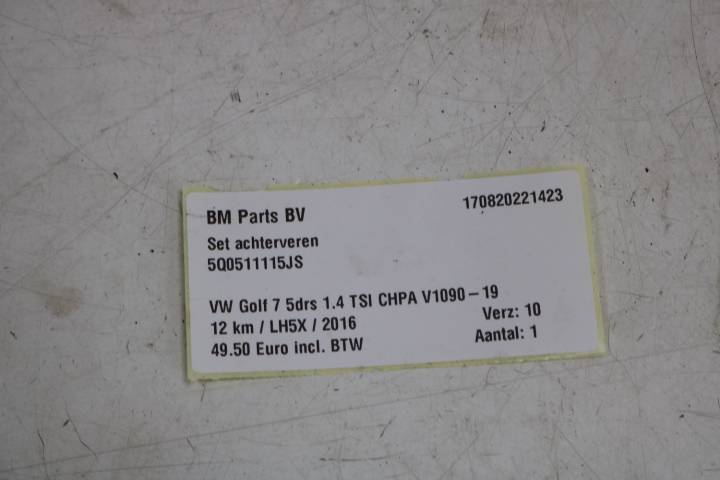 BM Parts BV
170820221423
Set achterveren
5Q0511115JS
VW Golf 7 5drs 1.4 TSI CHPA V1090-19
12 km / LH5X / 2016
Verz: 10
49.50 Euro incl. BTW
Aantal: 1